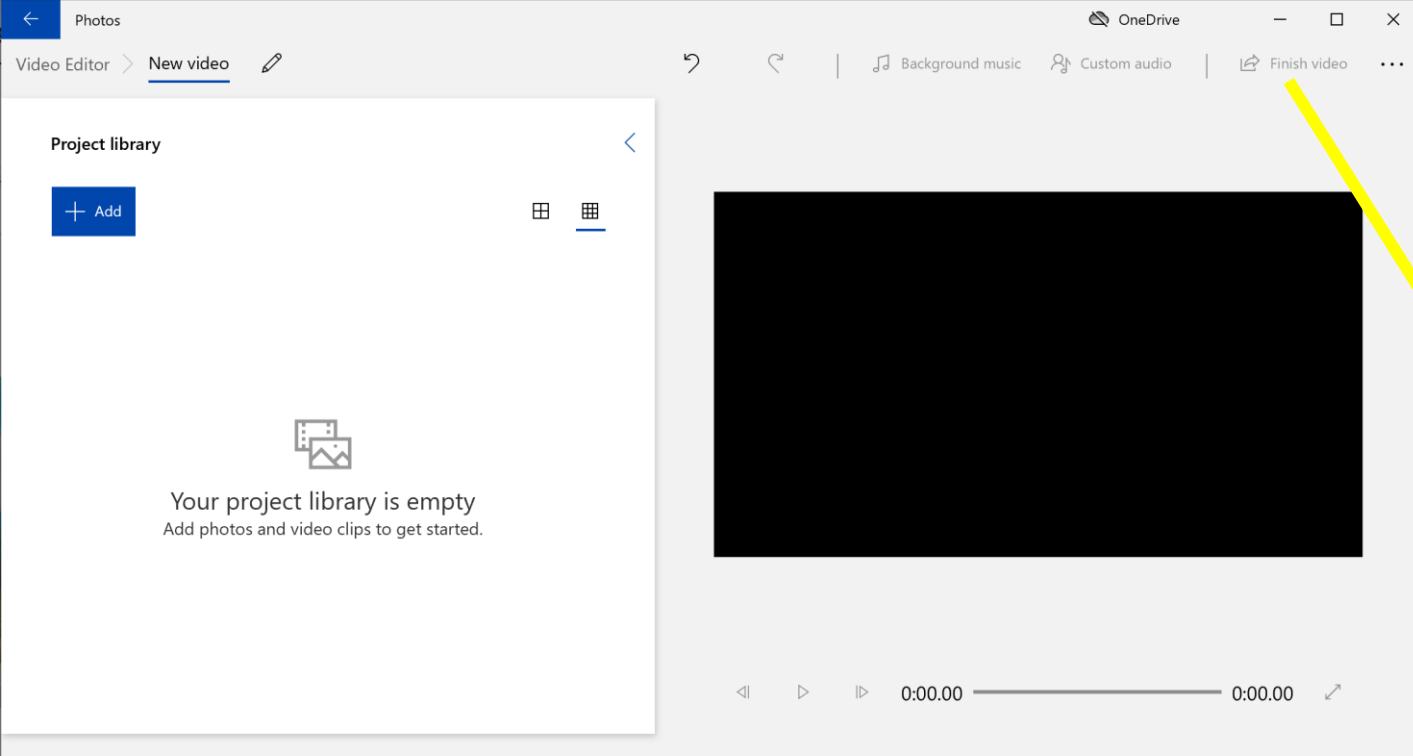 Photos
OneDrive
Video Editor
New video
Background music
Custom audio
Finish video
Project library
Add
Your project library is empty
Add photos and video clips to get started.
0:00.00
0:00.00